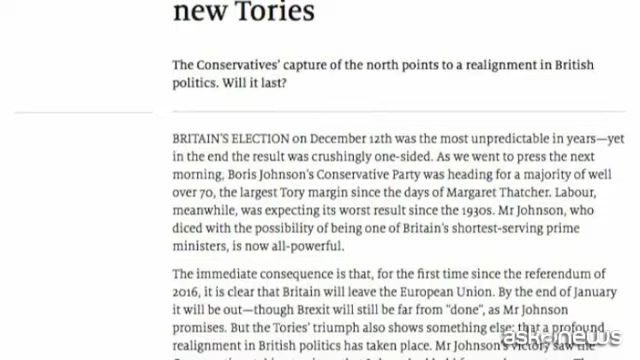 new Tories
The Conservatives' capture of the north points to a realignment in British
politics. Will it last?
BRITAIN'S ELECTION on December 12th was the most unpredictable in years—yet
in the end the result was crushingly one-sided. As we went to press the next
morning, Boris Johnson's Conservative Party was heading for a majority of well
over 70, the largest Tory margin since the days of Margaret Thatcher. Labour,
meanwhile, was expecting its worst result since the 1930s. Mr Johnson, who
diced with the possibility of being one of Britain's shortest-serving prime
ministers, is now all-powerful.
The immediate consequence is that, for the first time since the referendum of
2016, it is clear that Britain will leave the European Union. By the end of January
it will be out—though Brexit will still be far from "done", as Mr Johnson
promises. But the Tories' triumph also shows something else: that a profound
realignment in British politics has taken place. Mr Johnson's victory saw the
askanews